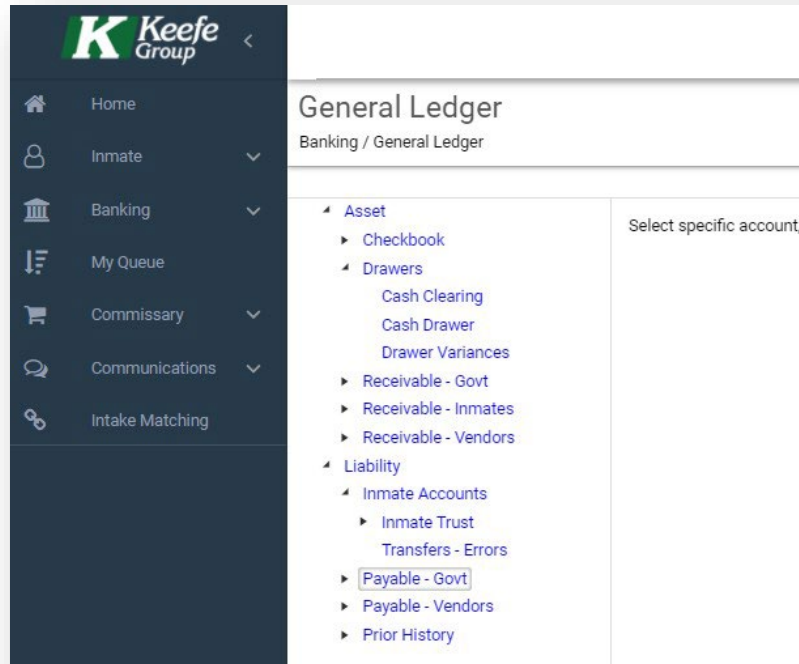 Keefe
Group
Home
Inmate
Banking
My Queue
Commissary
Communications
Intake Matching
General Ledger
Banking / General Ledger
Asset
Checkbook
Drawers
Cash Clearing
Cash Drawer
Drawer Variances
Receivable - Govt
Receivable - Inmates
Receivable - Vendors
Liability
Inmate Accounts
Inmate Trust
Transfers - Errors
Payable - Govt
Payable - Vendors
Prior History
Select specific account,